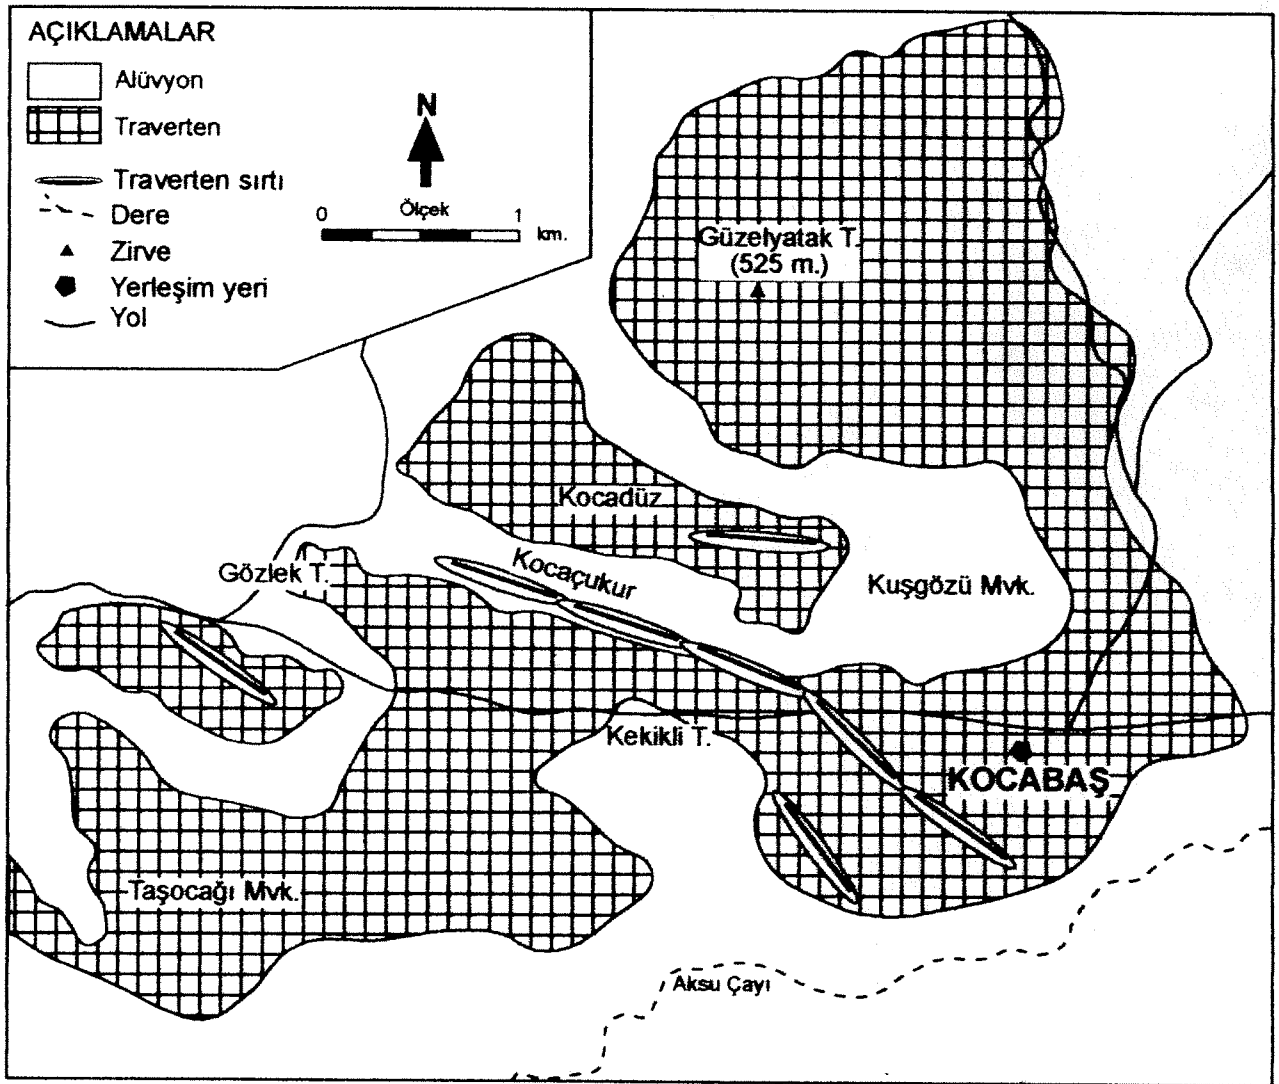 AÇIKLAMALAR
Alüvyon
Traverten
Traverten sırtı
Dere
Zirve
Yerleşim yeri
Yol
N
Ölçek
0 1
km.
Güzelyatak T.
(525 m.)
Kocadüz
Kocaçukur
Gözlek T.
Kuşgözü Mvk.
Kekikli T.
KOCABAŞ
Taşocağı Mvk.
Aksu Çayı